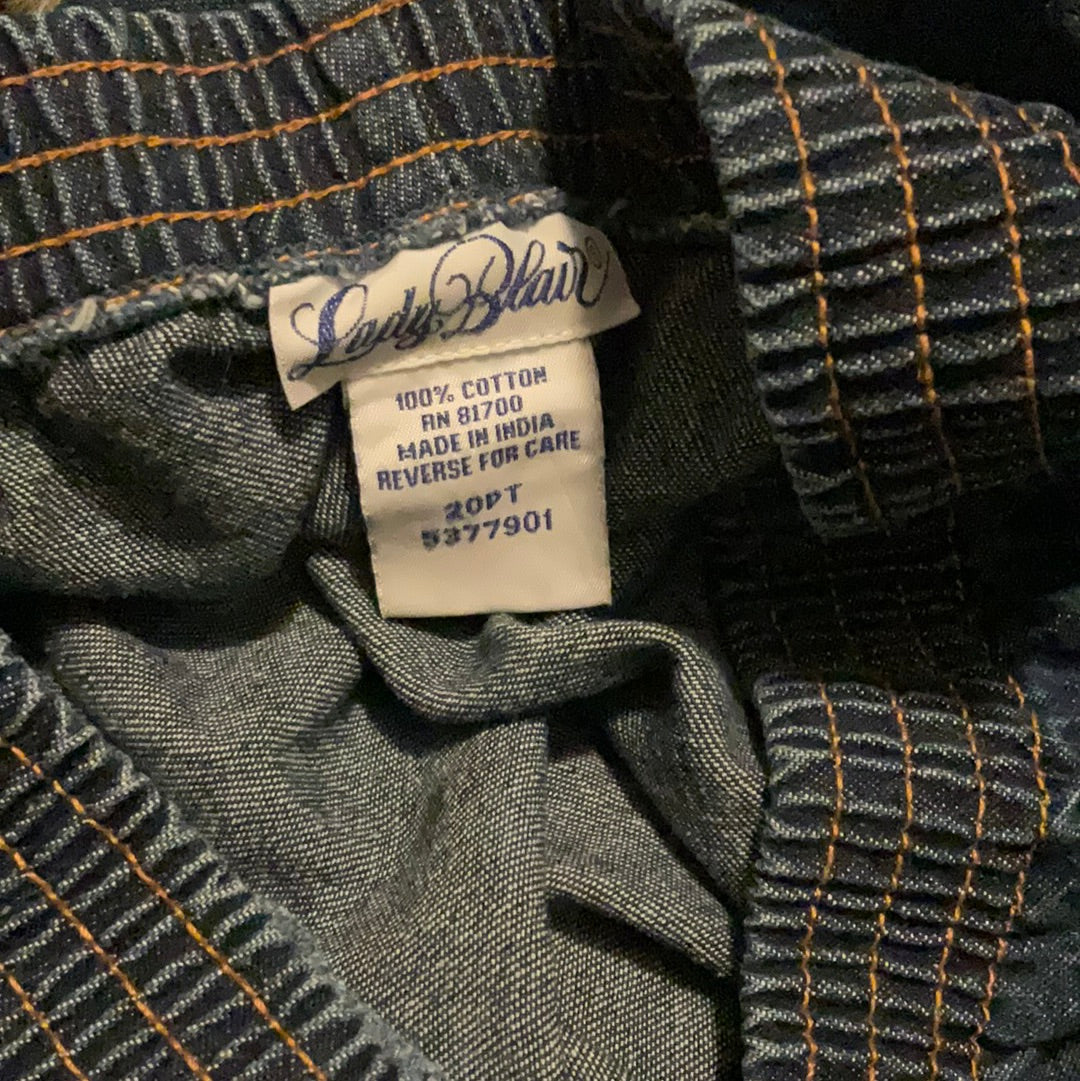 Lady Blair
100% COTTON
RN 81700
MADE IN INDIA
REVERSE FOR CARE
20PT
5377901